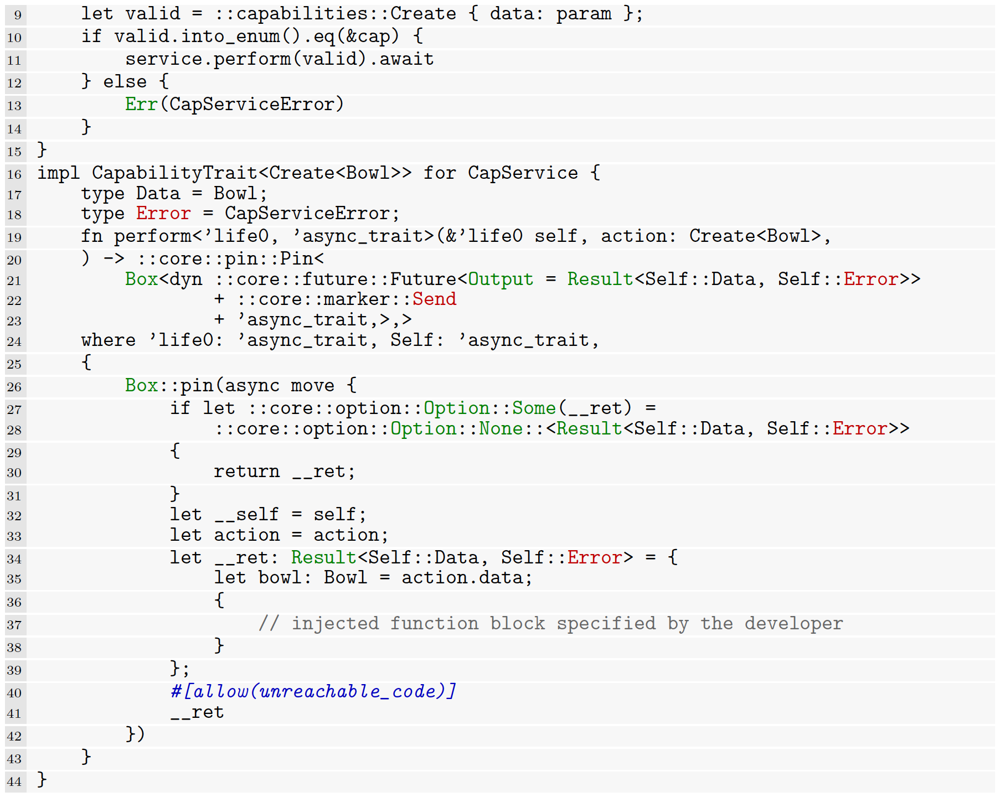 9 let valid = ::capabilities::Create { data: param };
10 if valid.into_enum().eq(&cap) {
11 service.perform(valid).await
12 } else {
13 Err(CapServiceError)
14 }
15 }
16 impl CapabilityTrait<Create<Bowl>> for CapService {
17 type Data = Bowl;
18 type Error = CapServiceError;
19 fn perform<’life0, ’async_trait>(&’life0 self, action: Create<Bowl>,
20 ) -> ::core::pin::Pin<
21 Box<dyn ::core::future::Future<Output = Result<Self::Data, Self::Error>>
22 + ::core::marker::Send
23 + ’async_trait,>,>
24 where ’life0: ’async_trait, Self: ’async_trait,
25 {
26 Box::pin(async move {
27 if let ::core::option::Option::Some(__ret) =
28 ::core::option::Option::None::<Result<Self::Data, Self::Error>>
29 {
30 return __ret;
31 }
32 let __self = self;
33 let action = action;
34 let __ret: Result<Self::Data, Self::Error> = {
35 let bowl: Bowl = action.data;
36 {
37 // injected function block specified by the developer
38 }
39 };
40 #[allow(unreachable_code)]
41 __ret
42 })
43 }
44 }